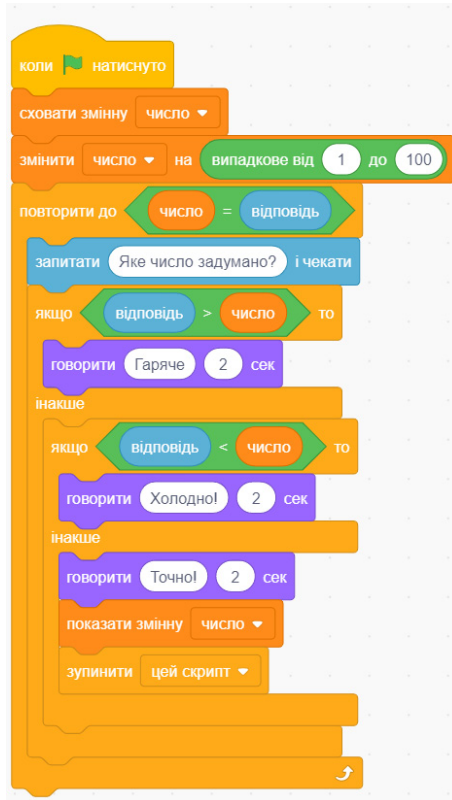 коли натиснуто
сховати змінну число
змінити число на випадкове від 1 до 100
повторити до число = відповідь
запитати Яке число задумано? і чекати
якщо відповідь > число то
говорити Гаряче 2 сек
інакше
якщо відповідь < число то
говорити Холодно! 2 сек
інакше
говорити Точно! 2 сек
показати змінну число
зупинити цей скрипт